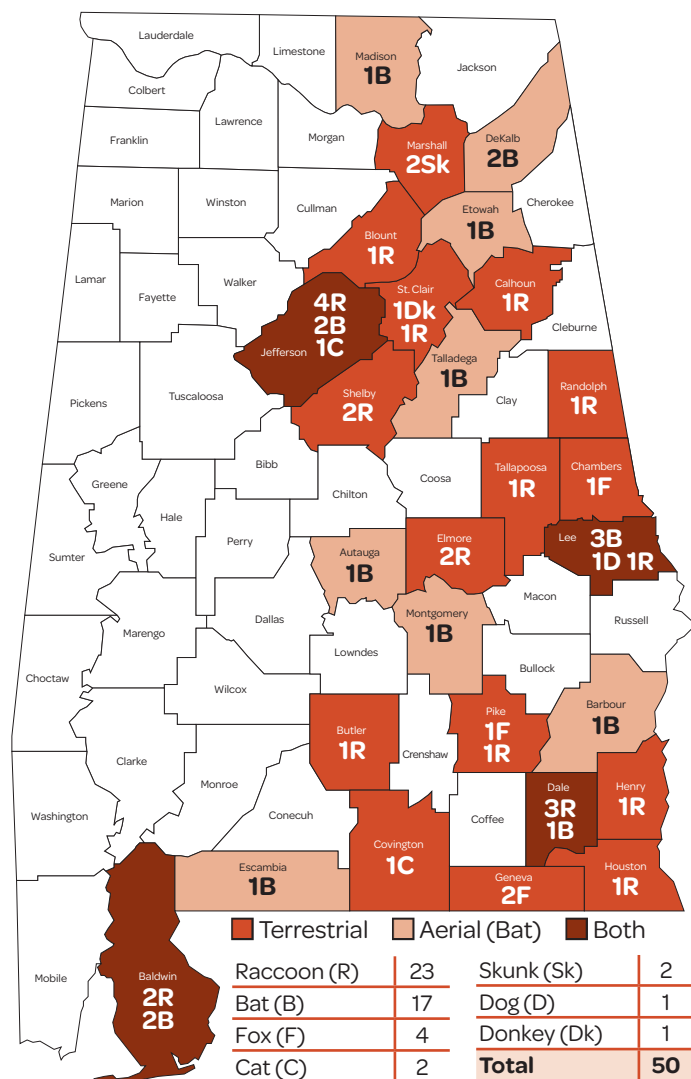 Lauderdale
Limestone
Madison
1B
Jackson
Colbert
Lawrence
Franklin
Morgan
Marshall
2Sk
DeKalb
2B
Marion
Winston
Cullman
Etowah
1B
Cherokee
Blount
1R
Lamar
Fayette
Walker
St. Clair
1Dk
1R
Calhoun
1R
Cleburne
Jefferson
4R
2B
1C
Talladega
1B
Pickens
Tuscaloosa
Shelby
2R
Clay
Randolph
1R
Bibb
Greene
Hale
Chilton
Coosa
Tallapoosa
1R
Chambers
1F
Sumter
Perry
Autauga
1B
Elmore
2R
Lee
3B
1D 1R
Macon
Russell
Marengo
Dallas
Montgomery
1B
Lowndes
Bullock
Choctaw
Wilcox
Barbour
1B
Butler
1R
Crenshaw
Pike
1F
1R
Clarke
Monroe
Washington
Conecuh
Coffee
Dale
3R
1B
Henry
1R
Covington
1C
Escambia
1B
Geneva
2F
Houston
1R
Mobile
Baldwin
2R
2B
Terrestrial Aerial (Bat) Both
Raccoon (R) 23
Bat (B) 17
Fox (F) 4
Cat (C) 2
Skunk (Sk) 2
Dog (D) 1
Donkey (Dk) 1
Total 50